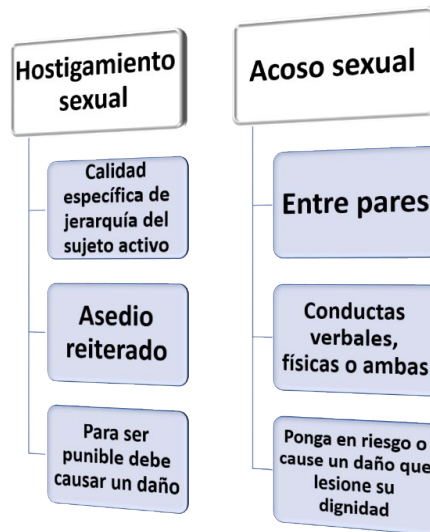 Hostigamiento
sexual
Calidad
específica de
jerarquía del
sujeto activo
Asedio
reiterado
Para ser
punible debe
causar un daño
Acoso sexual
Entre pares
Conductas
verbales,
físicas o ambas
Ponga en riesgo o
cause un daño que
lesione su
dignidad